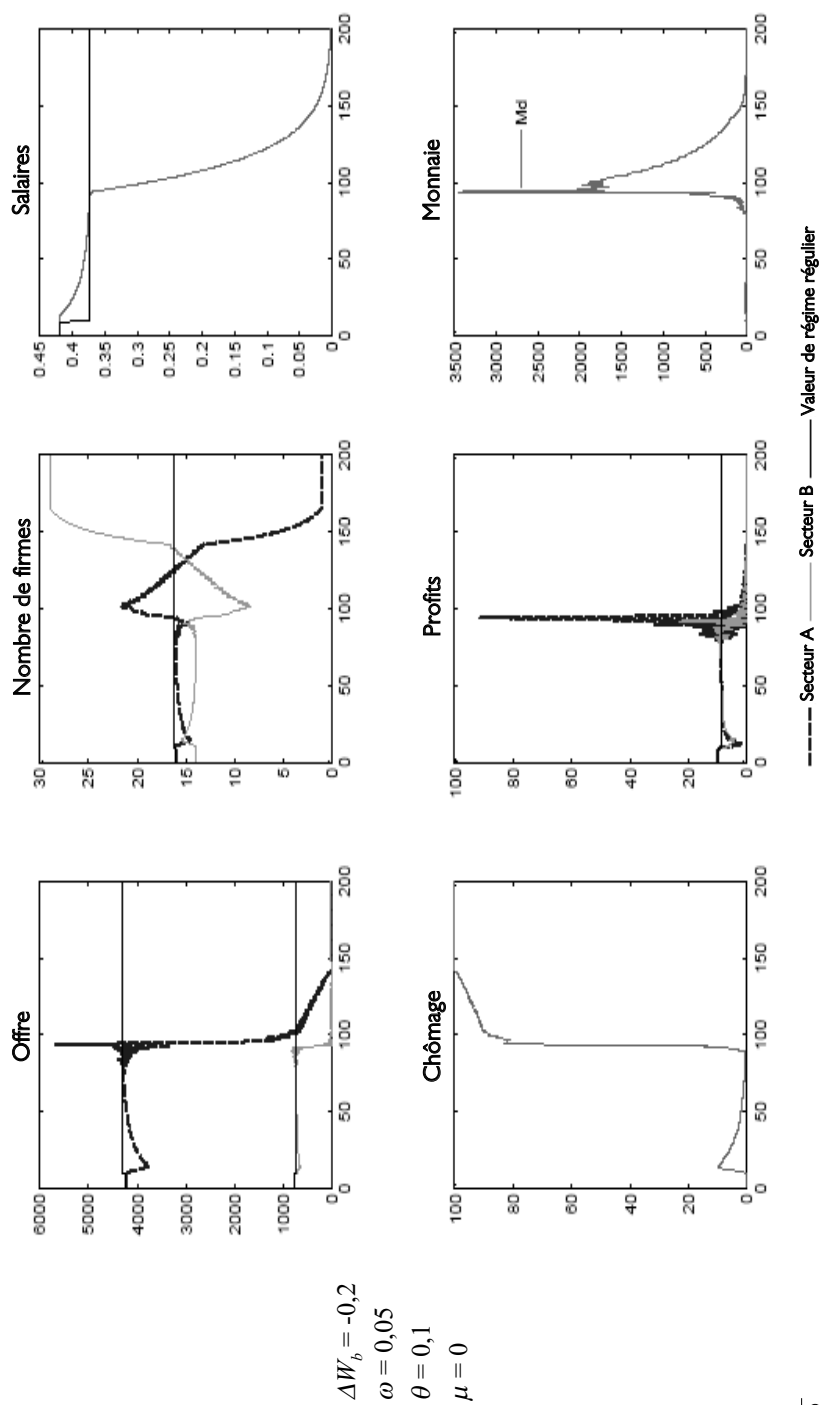 ΔW_b = -0,2
ω = 0,05
θ = 0,1
μ = 0
Offre
6000
5000
4000
3000
2000
1000
0
0 50 100 150 200
Nombre de firmes
30
25
20
15
10
5
0
0 50 100 150 200
Salaires
0.45
0.4
0.35
0.3
0.25
0.2
0.15
0.1
0.05
0
0 50 100 150 200
Chômage
100
80
60
40
20
0
0 50 100 150 200
Profits
100
80
60
40
20
0
0 50 100 150 200
Monnaie
Md
3500
3000
2500
2000
1500
1000
500
0
0 50 100 150 200
Secteur A Secteur B Valeur de régime régulier